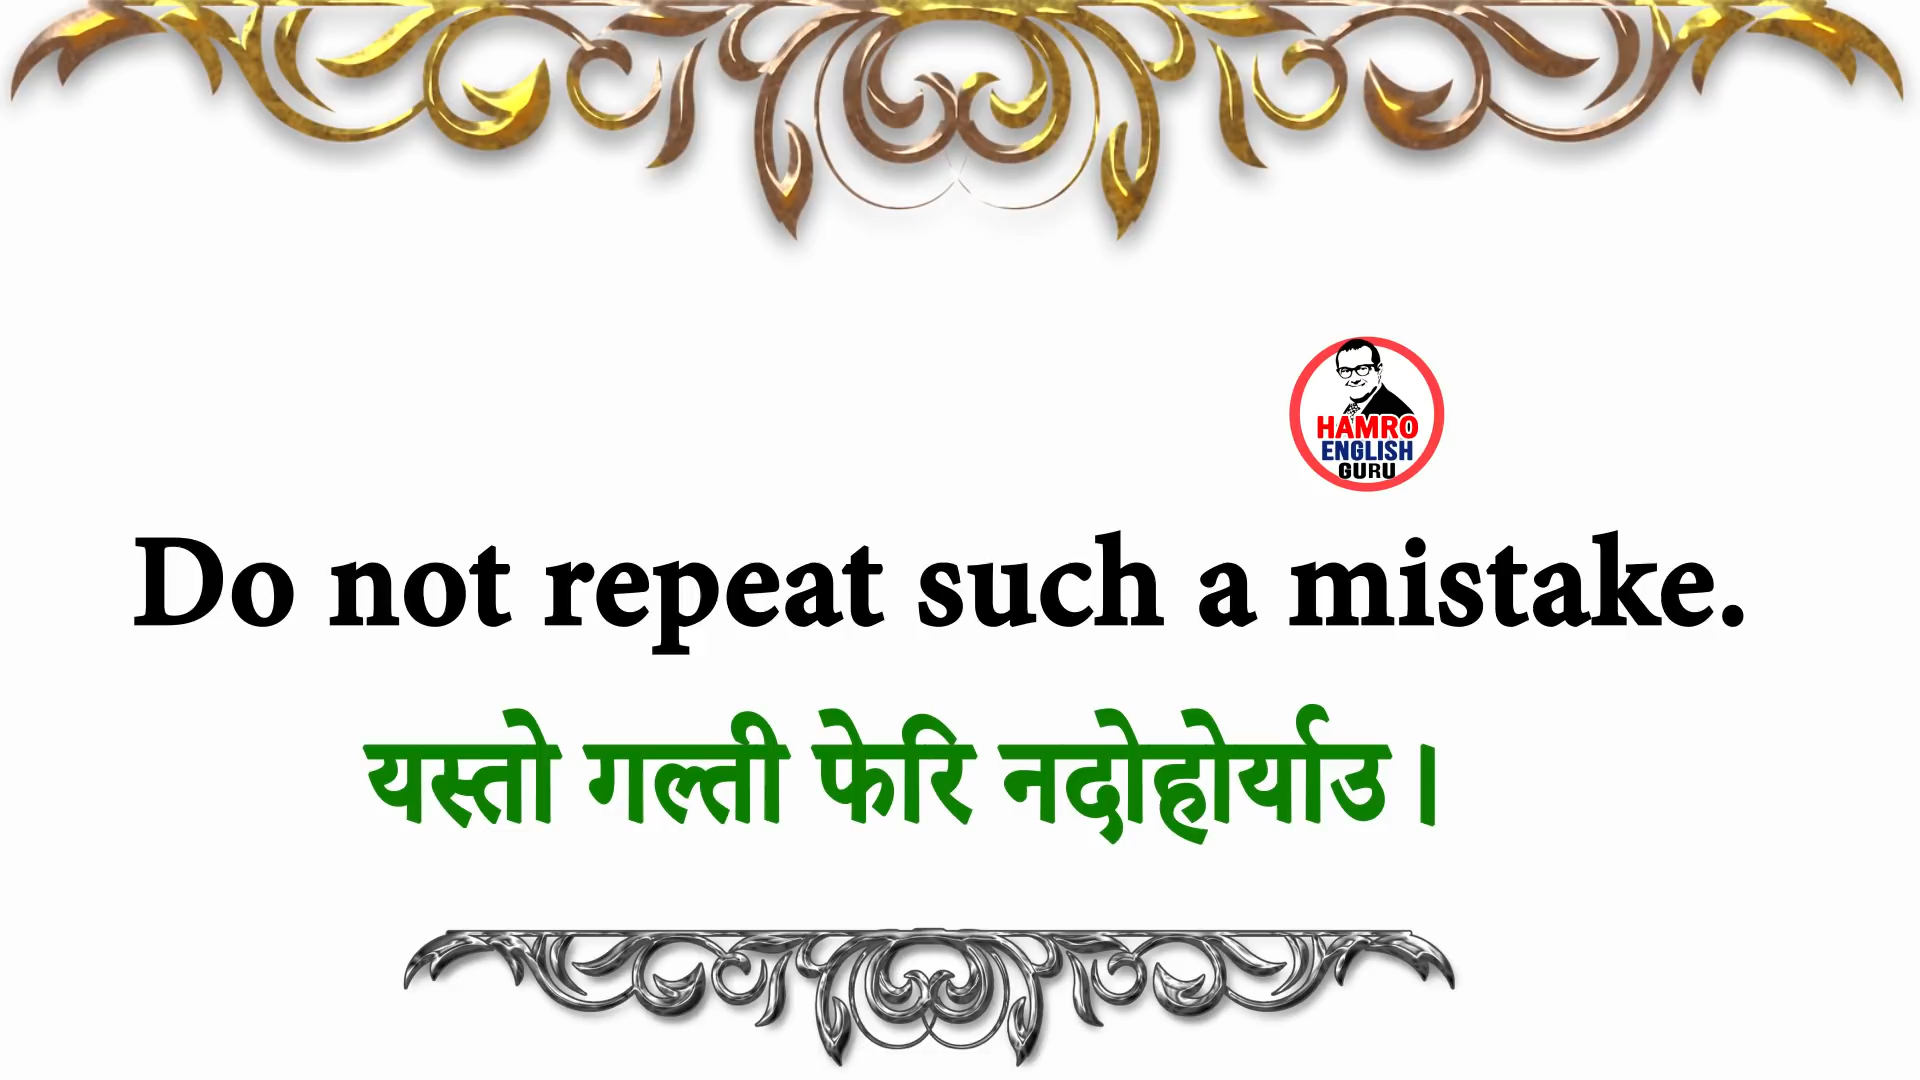 HAMRO
ENGLISH
GURU
Do not repeat such a mistake.
यस्तो गल्ती फेरि नदोहोर्याउ।